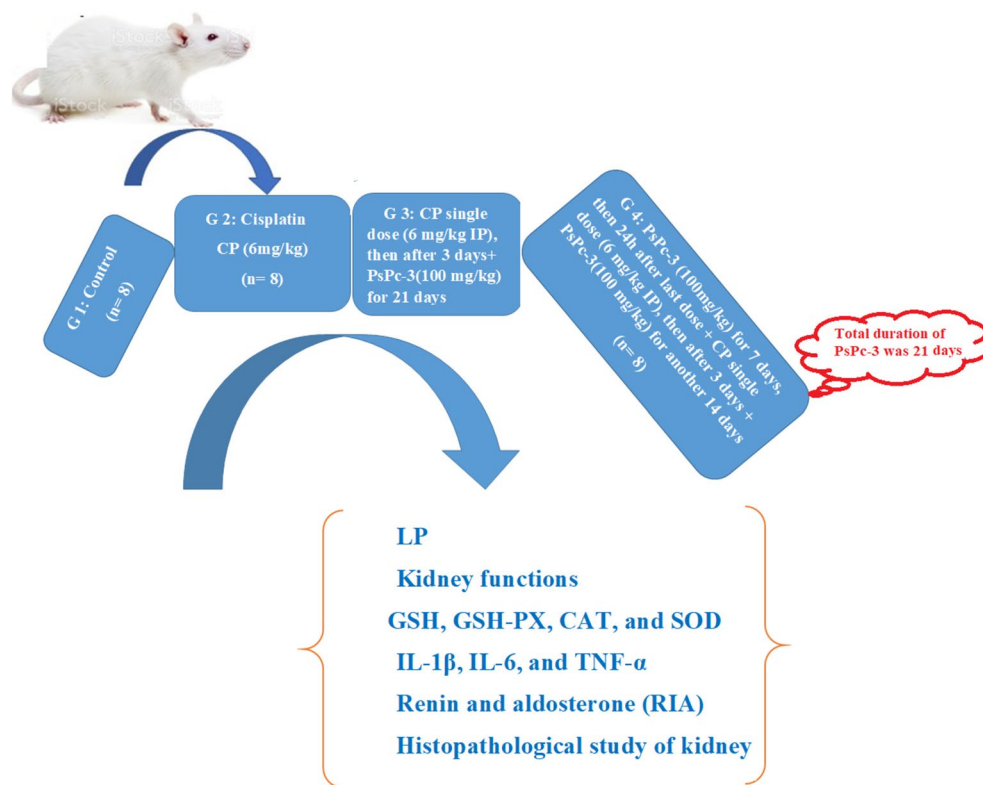 iStock
iStock
iStock
G 1: Control
(n= 8)
G 2: Cisplatin
CP (6mg/kg)
(n= 8)
G 3: CP single
dose (6 mg/kg IP),
then after 3 days+
PsPc-3(100 mg/kg)
for 21 days
G 4: PsPc-3 (100mg/kg) for 7 days,
then 24h after last dose + CP single
dose (6 mg/kg IP), then after 3 days +
PsPc-3(100 mg/kg) for another 14 days
(n= 8)
Total duration of
PsPc-3 was 21 days
LP
Kidney functions
GSH, GSH-PX, CAT, and SOD
IL-1β, IL-6, and TNF-α
Renin and aldosterone (RIA)
Histopathological study of kidney